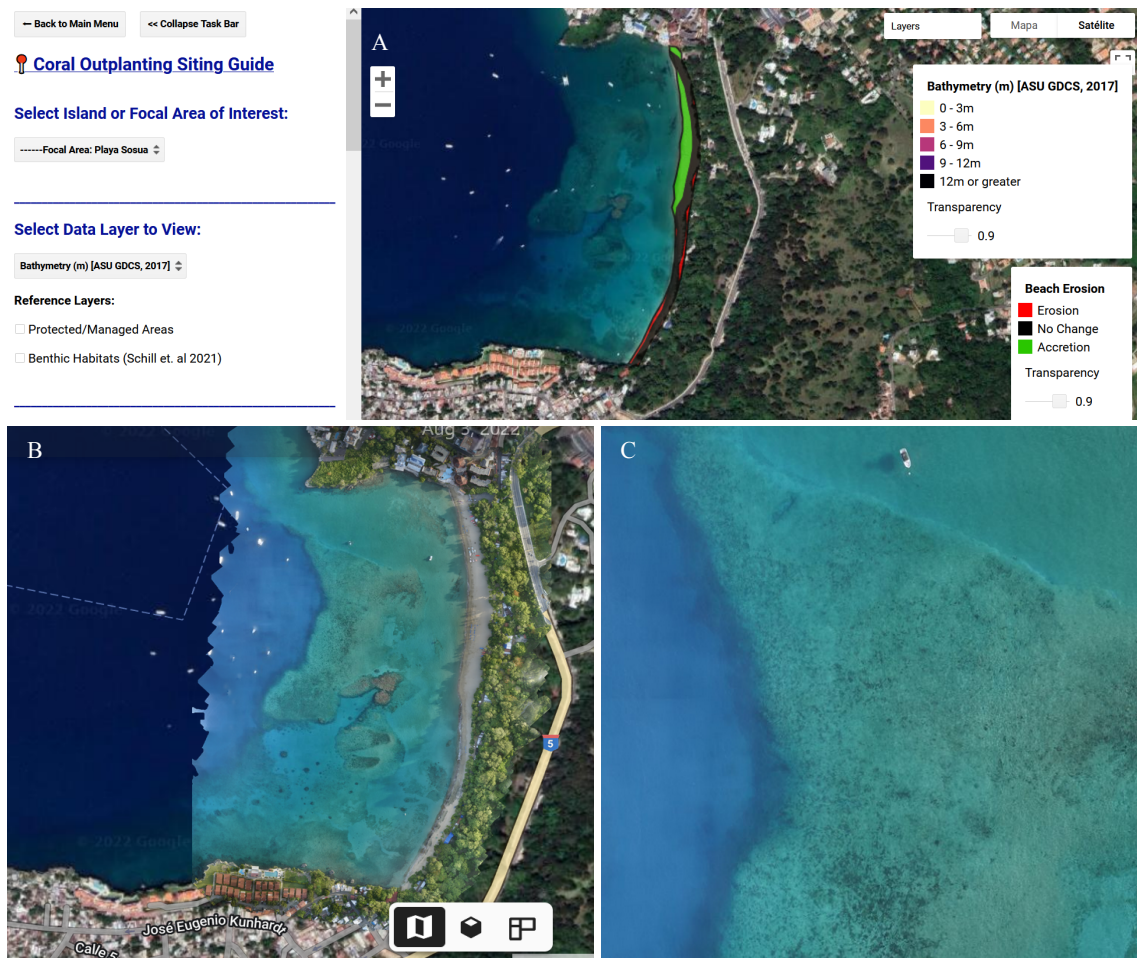 ← Back to Main Menu
<< Collapse Task Bar
Coral Outplanting Siting Guide
Select Island or Focal Area of Interest:
------Focal Area: Playa Sosua
Select Data Layer to View:
Bathymetry (m) [ASU GDCS, 2017]
Reference Layers:
Protected/Managed Areas
Benthic Habitats (Schill et. al 2021)
A
+
−
Layers
Mapa
Satélite
Bathymetry (m) [ASU GDCS, 2017]
0 - 3m
3 - 6m
6 - 9m
9 - 12m
12m or greater
Transparency
0.9
Beach Erosion
Erosion
No Change
Accretion
Transparency
0.9
2022 Google
© 2022 Google
B
Aug 3, 2022
© 2022 Google
© 2022 Google
5
José Eugenio Kunhardt
Calle 5
C